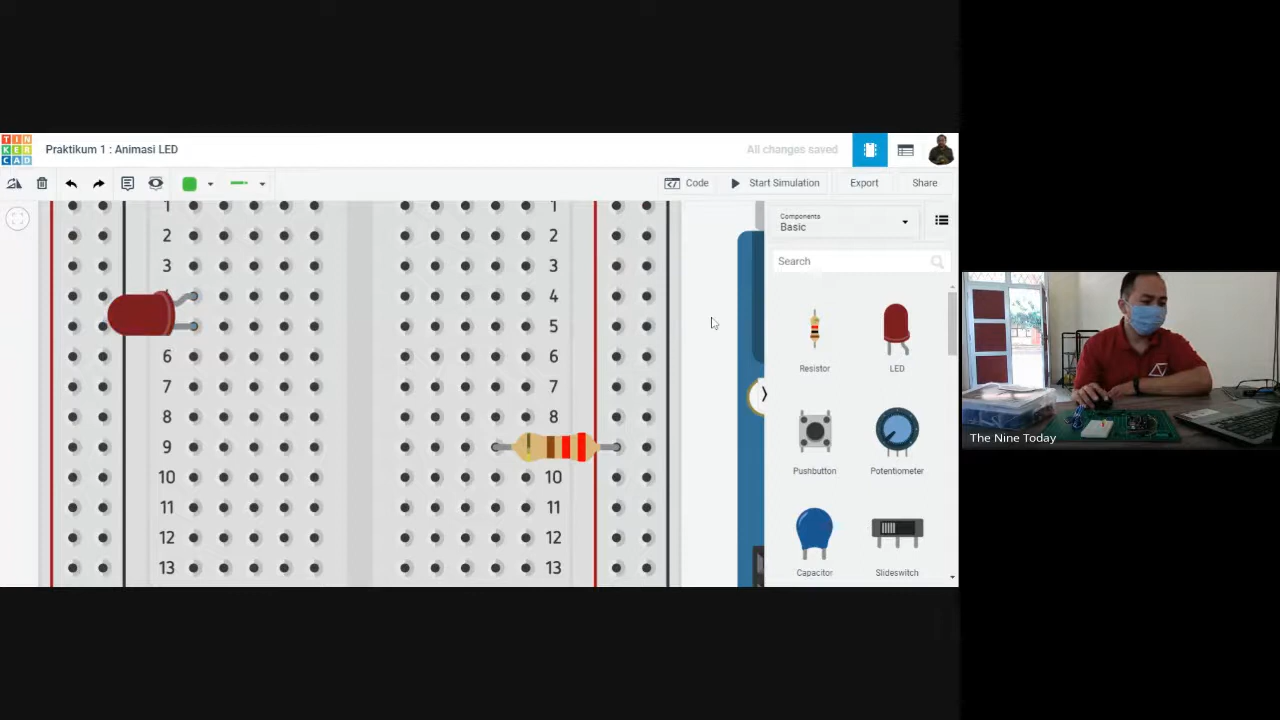 TIN
KER
CAD
Praktikum 1 : Animasi LED
All changes saved
Code
Start Simulation
Export
Share
1 1
2 2
3 3
4
5 5
6 6
7 7
8 8
9
10 10
11 11
12 12
13 13
Components
Basic
Search
Resistor
LED
Pushbutton
Potentiometer
Capacitor
Slideswitch
The Nine Today